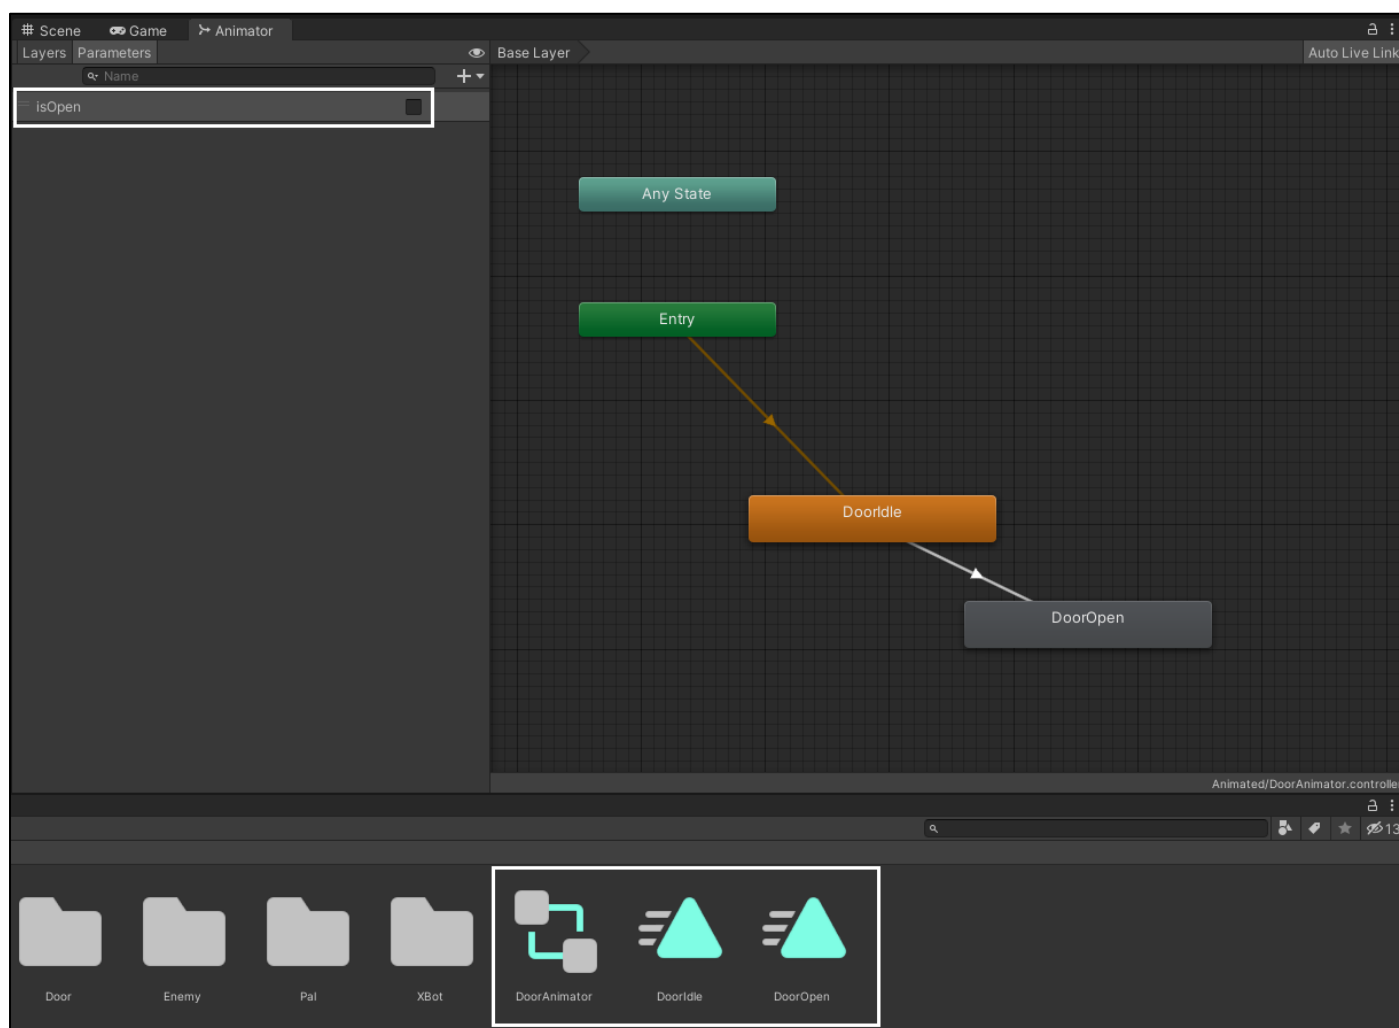 Scene Game Animator
Layers Parameters Base Layer Auto Live Link
Name
isOpen
Any State
Entry
DoorIdle
DoorOpen
Animated/DoorAnimator.controlle
13
Door Enemy Pal XBot DoorAnimator DoorIdle DoorOpen